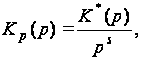 K_p(p) = K^*(p) / p^s,